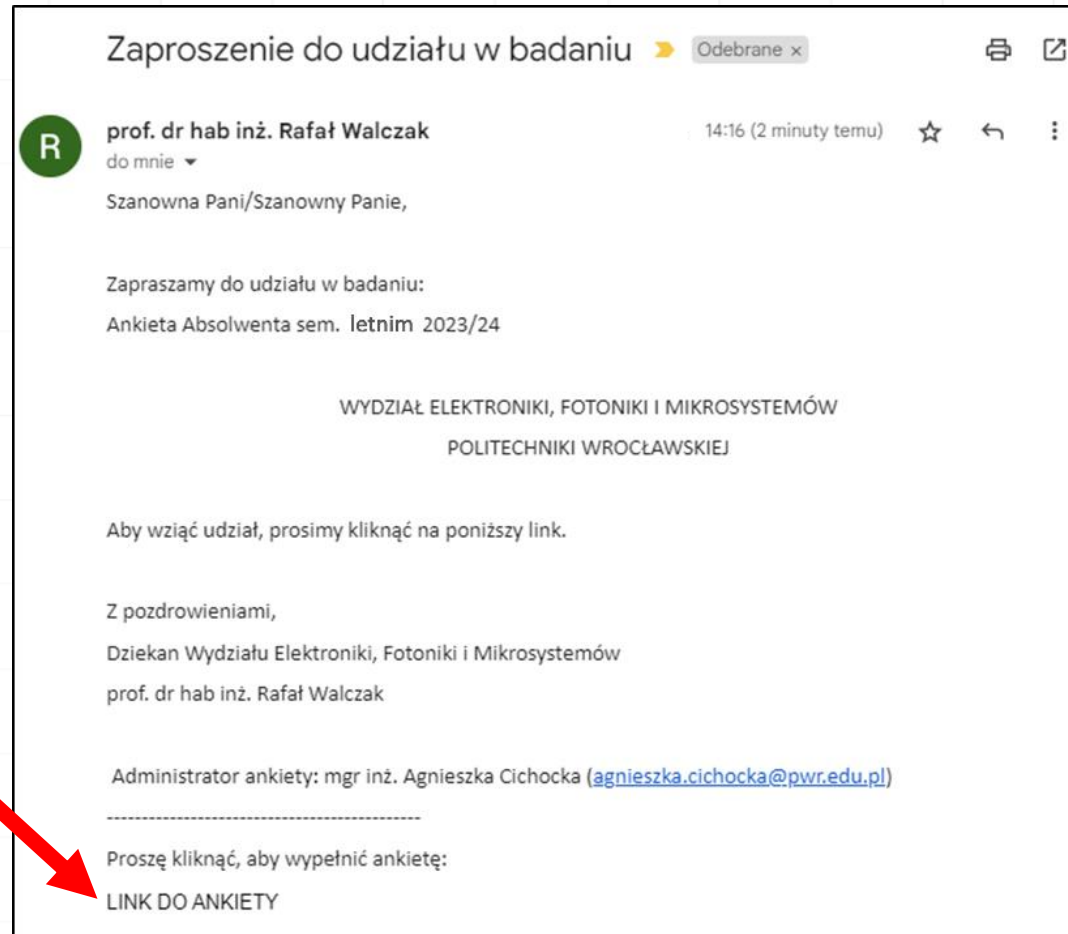 Zaproszenie do udziału w badaniu Odebrane ×
R
prof. dr hab inż. Rafał Walczak 14:16 (2 minuty temu)
do mnie
Szanowna Pani/Szanowny Panie,
Zapraszamy do udziału w badaniu:
Ankieta Absolwenta sem. letnim 2023/24
WYDZIAŁ ELEKTRONIKI, FOTONIKI I MIKROSYSTEMÓW
POLITECHNIKI WROCŁAWSKIEJ
Aby wziąć udział, prosimy kliknąć na poniższy link.
Z pozdrowieniami,
Dziekan Wydziału Elektroniki, Fotoniki i Mikrosystemów
prof. dr hab inż. Rafał Walczak
Administrator ankiety: mgr inż. Agnieszka Cichocka (agnieszka.cichocka@pwr.edu.pl)
---------------------------------------------
Proszę kliknąć, aby wypełnić ankietę:
LINK DO ANKIETY